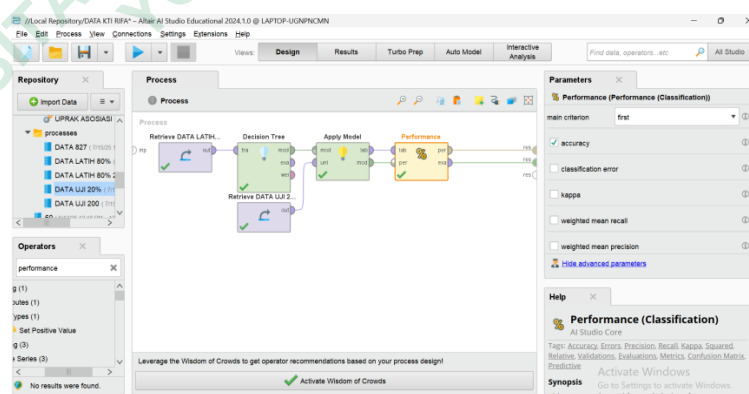 //Local Repository/DATA KTI RIFA* – Altair AI Studio Educational 2024.1.0 @ LAPTOP-UGNPNCMN
File Edit Process View Connections Settings Extensions Help
Views: Design Results Turbo Prep Auto Model Interactive Analysis
Find data, operators...etc
All Studio
Repository
Import Data
UPRAK ASOSIASI
processes
DATA 827
DATA LATIH 80%
DATA LATIH 80% 2
DATA UJI 20%
DATA UJI 200
Operators
performance
g (1)
outes (1)
ypes (1)
Set Positive Value
g (3)
Series (3)
No results were found.
Process
Process
Process
Retrieve DATA LATIH... Decision Tree Apply Model Performance
inp out tra mod exa wei mod unl lab mod lab per per exa res res
Retrieve DATA UJI 2...
out
Leverage the Wisdom of Crowds to get operator recommendations based on your process design!
Activate Wisdom of Crowds
Parameters
Performance (Performance (Classification))
main criterion first
accuracy
classification error
kappa
weighted mean recall
weighted mean precision
Hide advanced parameters
Help
Performance (Classification)
AI Studio Core
Tags: Accuracy, Errors, Precision, Recall, Kappa, Squared,
Relative, Validations, Evaluations, Metrics, Confusion Matrix,
Predictive
Synopsis
Activate Windows
Go to Settings to activate Windows.